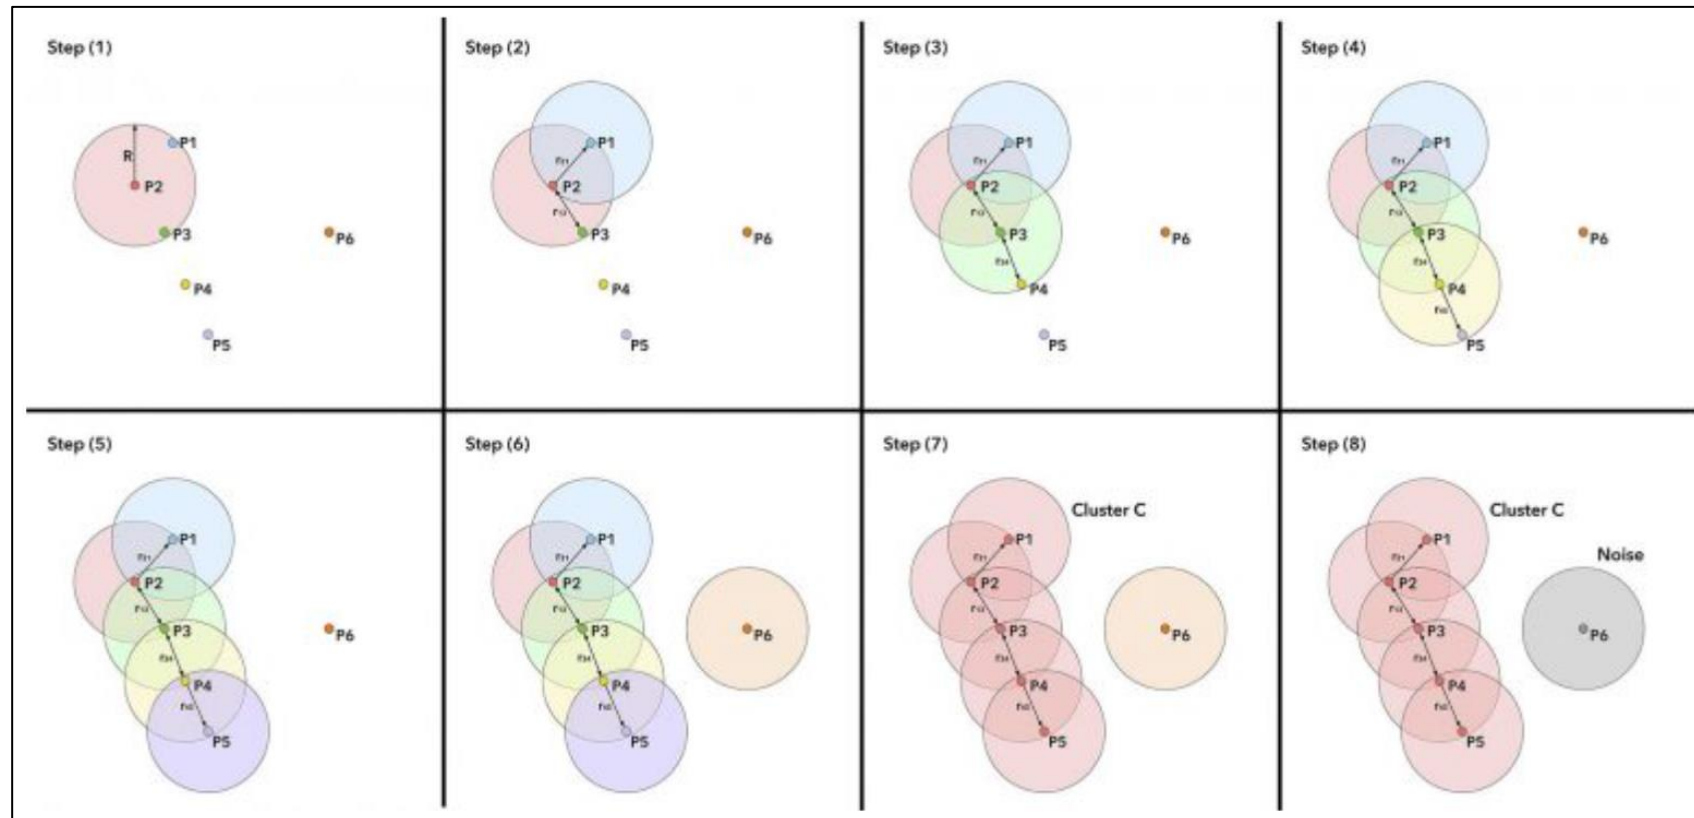 Step (1)
R
P1
P2
P3
P6
P4
P5
Step (2)
P1
P2
P3
P6
P4
P5
Step (3)
P1
P2
P3
P6
P4
P5
Step (4)
P1
P2
P3
P6
P4
P5
Step (5)
P1
P2
P3
P6
P4
P5
Step (6)
P1
P2
P3
P6
P4
P5
Step (7)
Cluster C
P1
P2
P3
P6
P4
P5
Step (8)
Cluster C
Noise
P1
P2
P3
P6
P4
P5